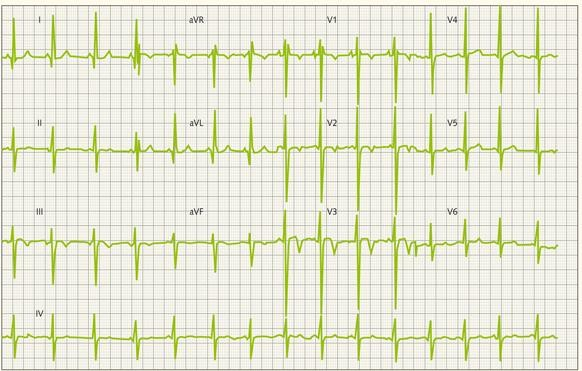 I aVR V1 V4
II aVL V2 V5
III aVF V3 V6
IV